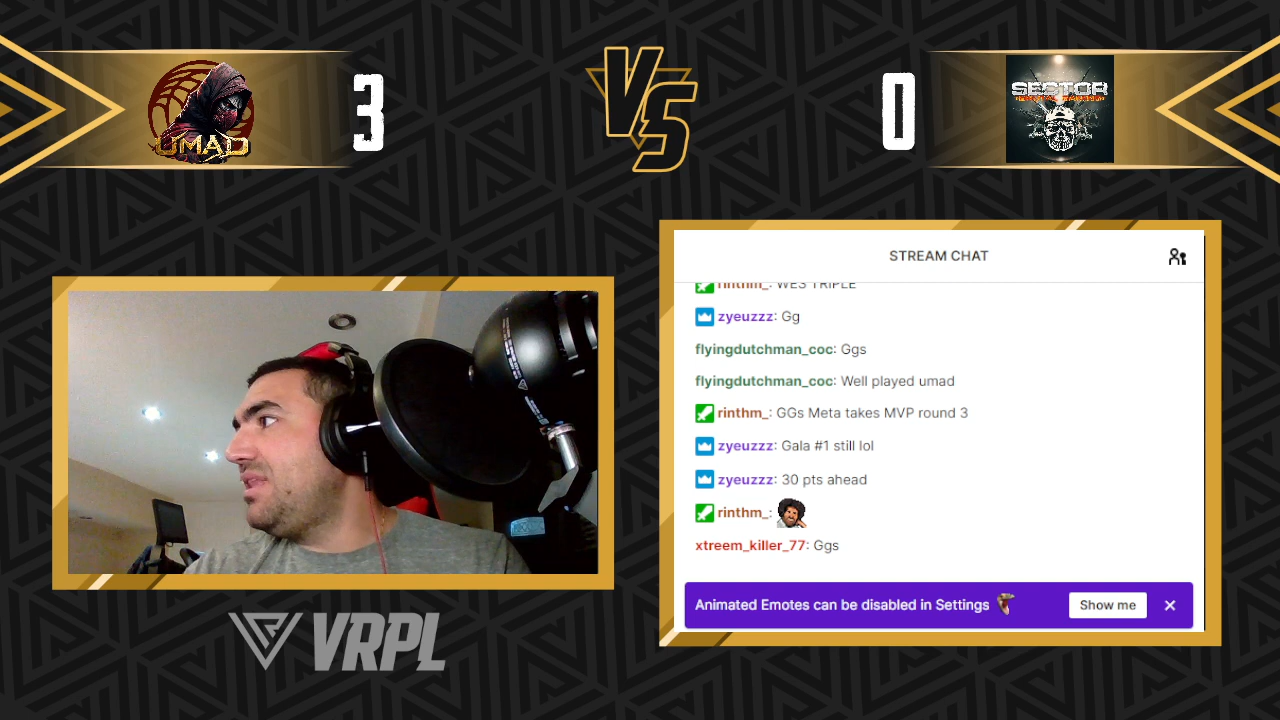 UMAD
3
VS
0
SECTOR
STREAM CHAT
rinthm_: WES TRIPLE
zyeuzzz: Gg
flyingdutchman_coc: Ggs
flyingdutchman_coc: Well played umad
rinthm_: GGs Meta takes MVP round 3
zyeuzzz: Gala #1 still lol
zyeuzzz: 30 pts ahead
rinthm_:
xtreem_killer_77: Ggs
Animated Emotes can be disabled in Settings
Show me
VRPL